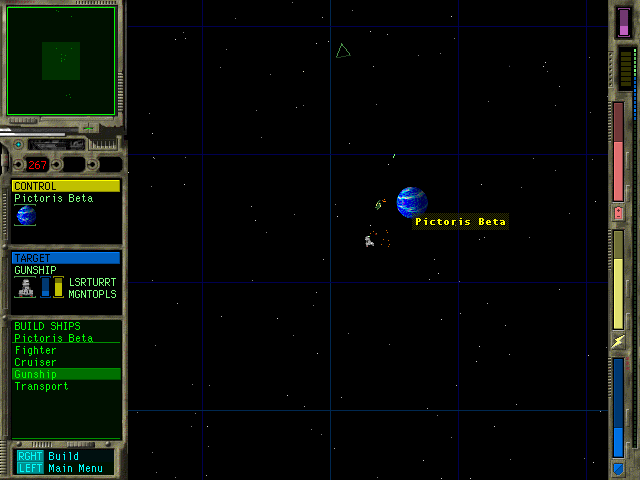 267
CONTROL
Pictoris Beta
TARGET
GUNSHIP
LSRTURRT
MGNTOPLS
BUILD SHIPS
Pictoris Beta
Fighter
Cruiser
Gunship
Transport
RGHT Build
LEFT Main Menu
Pictoris Beta